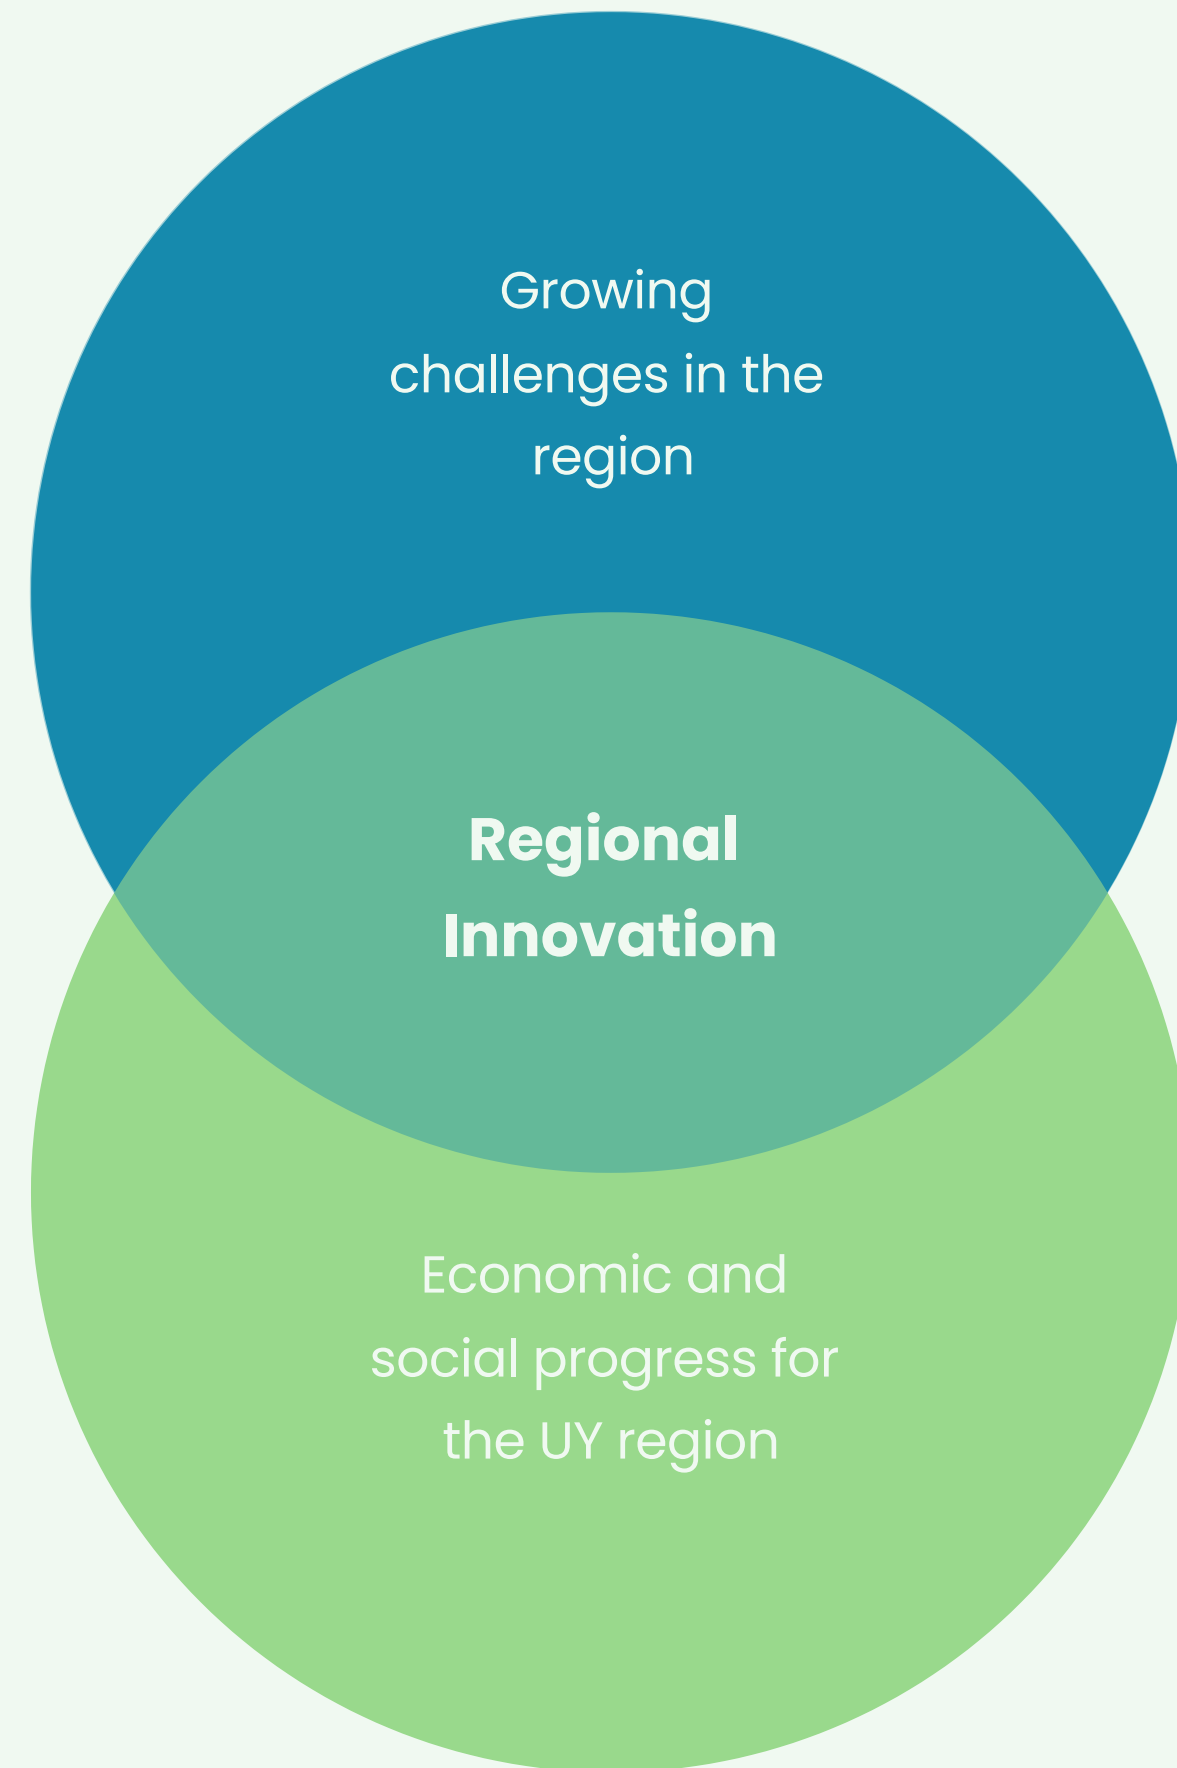 Growing
challenges in the
region
Regional
Innovation
Economic and
social progress for
the UY region